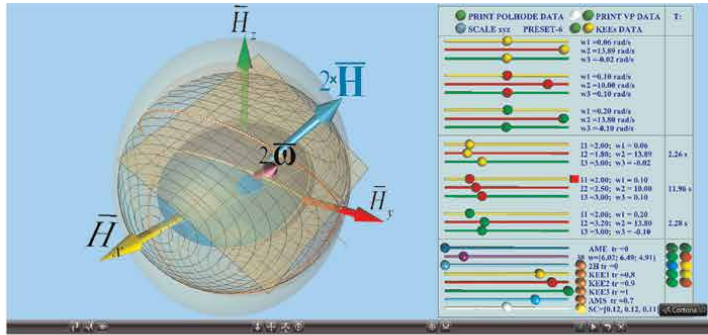 H̅z
2×H̅
2ω̅
H̅y
H̅x
PRINT POLHODE DATA PRINT VP DATA T:
SCALE xyz PRESET-6 KEEs DATA
w1 =0.06 rad/s
w2 =13.89 rad/s
w3 =-0.02 rad/s
w1 =0.10 rad/s
w2 =10.00 rad/s
w3 =0.10 rad/s
w1 =0.20 rad/s
w2 =13.80 rad/s
w3 =-0.10 rad/s
I1 =2.00; w1 = 0.06
I2 =1.80; w2 = 13.89 2.26 s
I3 =3.00; w3 = -0.02
I1 =2.00; w1 = 0.10
I2 =2.50; w2 = 10.00 11.96 s
I3 =3.00; w3 = 0.10
I1 =2.00; w1 = 0.20
I2 =3.20; w2 = 13.80 2.28 s
I3 =3.00; w3 = -0.10
AME tr =0
38 w=[6.02; 6.49; 4.91]
2H tr =0
KEE1 tr =0.8
KEE2 tr =0.9
KEE3 tr =1
AMS tr =0.7
SC=[0.12, 0.12, 0.11] Cortona